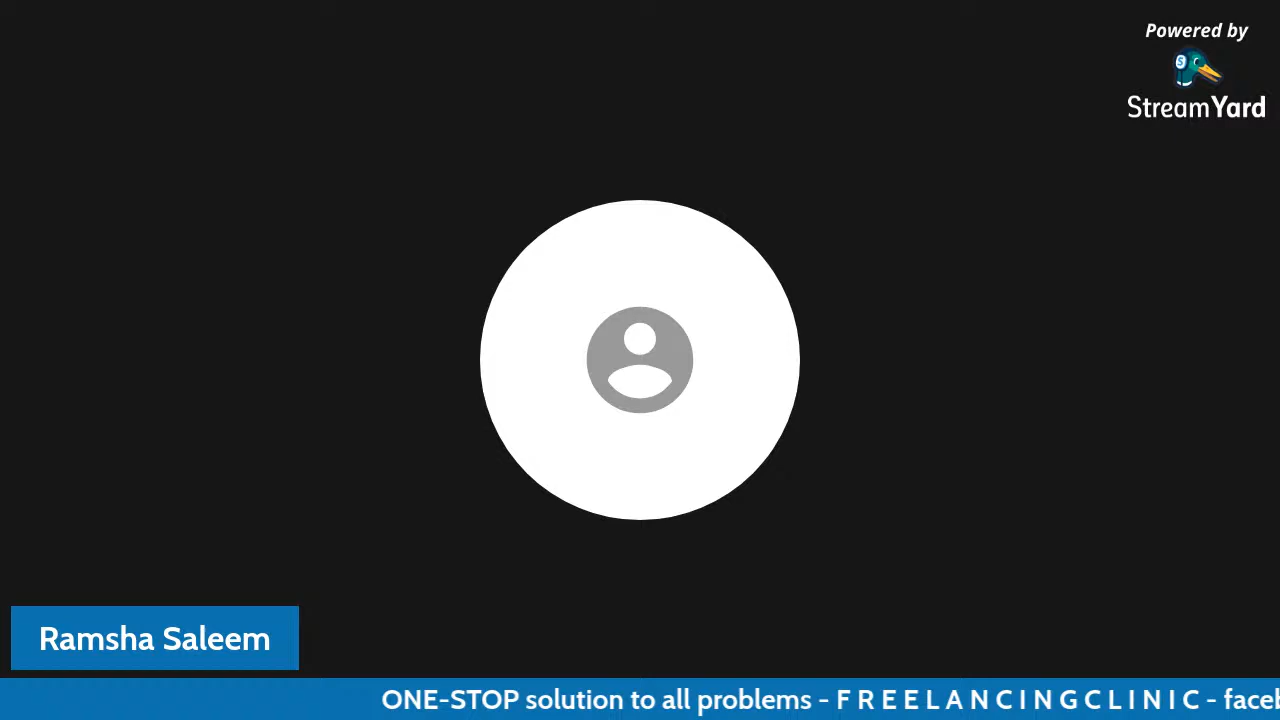 Powered by
StreamYard
Ramsha Saleem
ONE-STOP solution to all problems - F R E E L A N C I N G C L I N I C -